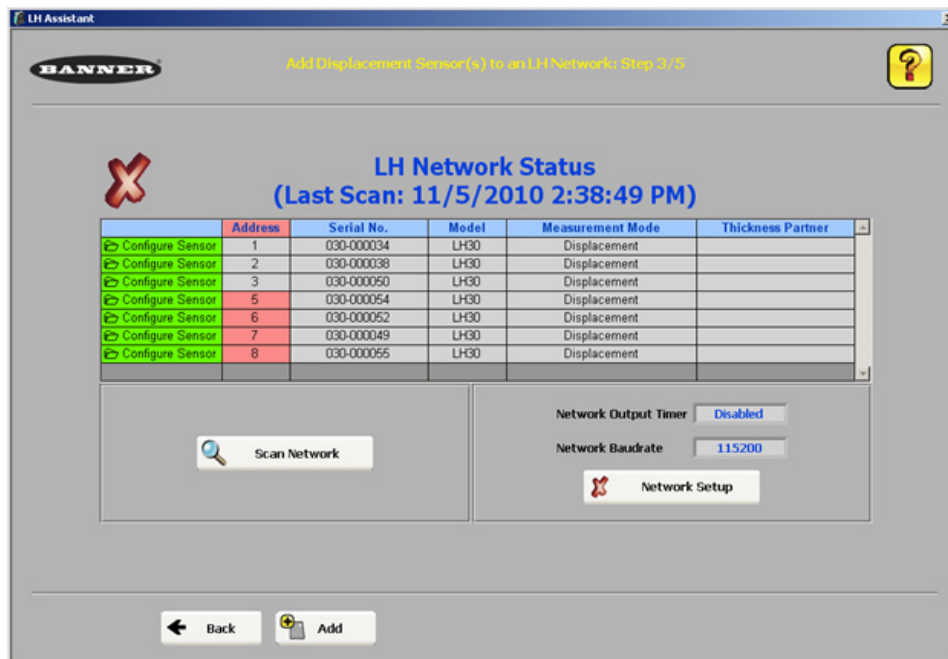 LH Assistant
BANNER
Add Displacement Sensor(s) to an LH Network: Step 3/5
?
LH Network Status
(Last Scan: 11/5/2010 2:38:49 PM)
Address Serial No. Model Measurement Mode Thickness Partner
Configure Sensor 1 030-000034 LH30 Displacement
Configure Sensor 2 030-000038 LH30 Displacement
Configure Sensor 3 030-000050 LH30 Displacement
Configure Sensor 5 030-000054 LH30 Displacement
Configure Sensor 6 030-000052 LH30 Displacement
Configure Sensor 7 030-000049 LH30 Displacement
Configure Sensor 8 030-000055 LH30 Displacement
Scan Network
Network Output Timer Disabled
Network Baudrate 115200
Network Setup
Back Add